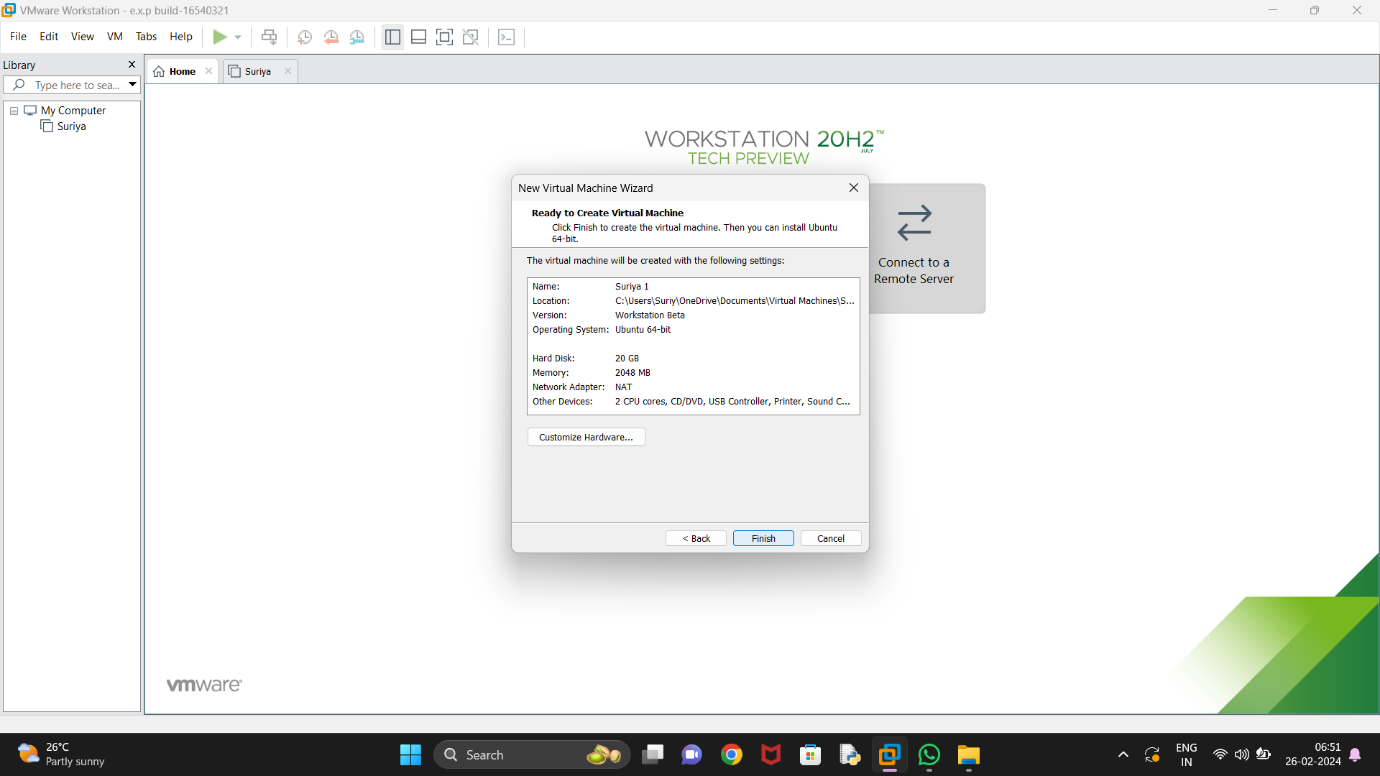 VMware Workstation - e.x.p build-16540321
File Edit View VM Tabs Help
Library
Type here to sea...
My Computer
Suriya
Home
Suriya
WORKSTATION 20H2™
JULY
TECH PREVIEW
Connect to a
Remote Server
New Virtual Machine Wizard
Ready to Create Virtual Machine
Click Finish to create the virtual machine. Then you can install Ubuntu
64-bit.
The virtual machine will be created with the following settings:
Name: Suriya 1
Location: C:\Users\Suriy\OneDrive\Documents\Virtual Machines\S...
Version: Workstation Beta
Operating System: Ubuntu 64-bit
Hard Disk: 20 GB
Memory: 2048 MB
Network Adapter: NAT
Other Devices: 2 CPU cores, CD/DVD, USB Controller, Printer, Sound C...
Customize Hardware...
< Back Finish Cancel
vmware®
26°C
Partly sunny
Search
ENG
IN
06:51
26-02-2024